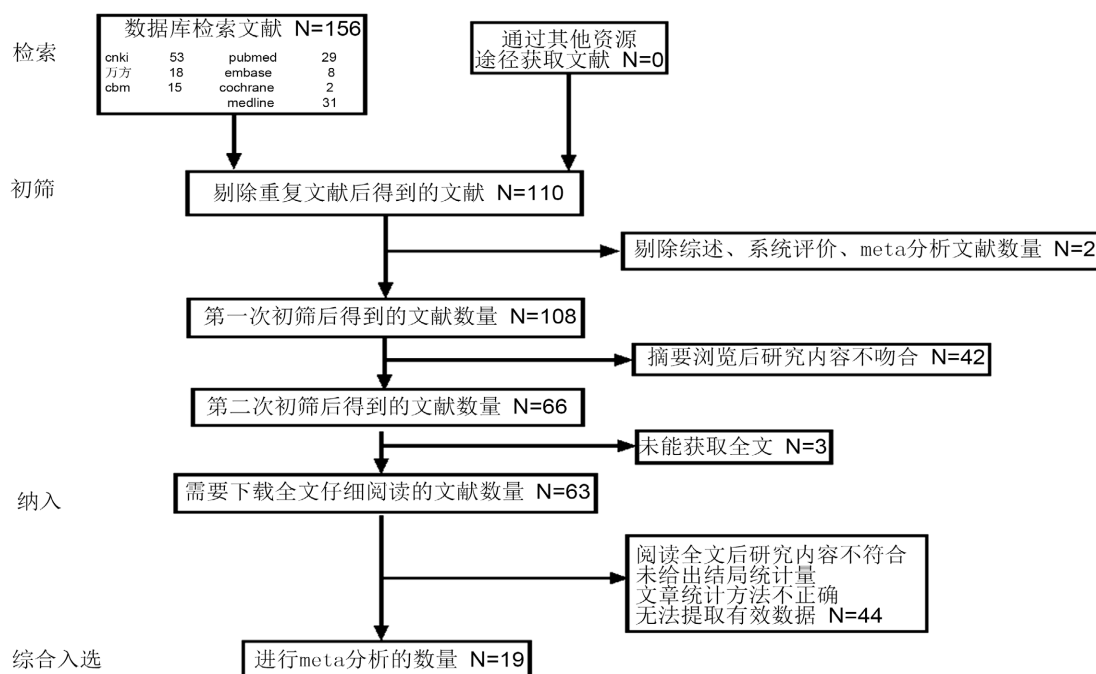 检索
数据库检索文献 N=156
cnki 53 pubmed 29
万方 18 embase 8
cbm 15 cochrane 2
medline 31
通过其他资源
途径获取文献 N=0
初筛
剔除重复文献后得到的文献 N=110
剔除综述、系统评价、meta分析文献数量 N=2
第一次初筛后得到的文献数量 N=108
摘要浏览后研究内容不吻合 N=42
第二次初筛后得到的文献数量 N=66
未能获取全文 N=3
纳入
需要下载全文仔细阅读的文献数量 N=63
阅读全文后研究内容不符合
未给出结局统计量
文章统计方法不正确
无法提取有效数据 N=44
综合入选
进行meta分析的数量 N=19